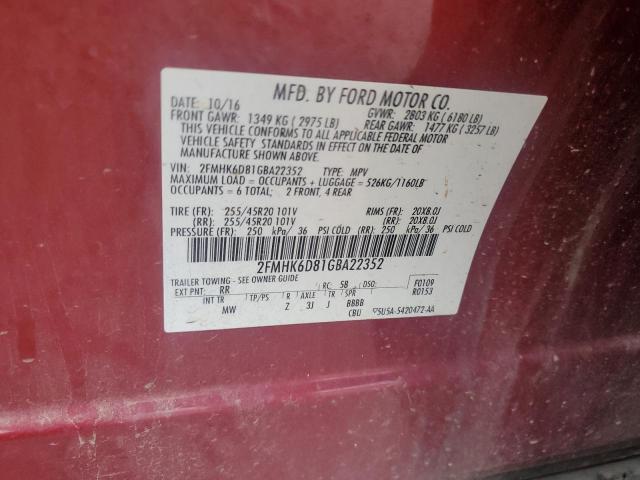 MFD. BY FORD MOTOR CO.
DATE: 10/16 GVWR: 2803 KG ( 6180 LB)
FRONT GAWR: 1349 KG ( 2975 LB) REAR GAWR: 1477 KG ( 3257 LB)
THIS VEHICLE CONFORMS TO ALL APPLICABLE FEDERAL MOTOR
VEHICLE SAFETY STANDARDS IN EFFECT ON THE DATE OF
MANUFACTURE SHOWN ABOVE.
VIN: 2FMHK6D81GBA22352 TYPE: MPV
MAXIMUM LOAD = OCCUPANTS + LUGGAGE = 526KG/1160LB
OCCUPANTS = 6 TOTAL; 2 FRONT, 4 REAR
TIRE (FR): 255/45R20 101V RIMS (FR): 20X8.0J
(RR): 255/45R20 101V (RR): 20X8.0J
PRESSURE (FR): 250 kPa/ 36 PSI COLD (RR): 250 kPa/36 PSI COLD
2FMHK6D81GBA22352
TRAILER TOWING - SEE OWNER GUIDE
EXT PNT: RR RC: 58 DSO: F0109
INT TR TP/PS R AXLE TR SPR R0153
MW Z 3J J BBBB
CBU 5U5A-5420472-AA